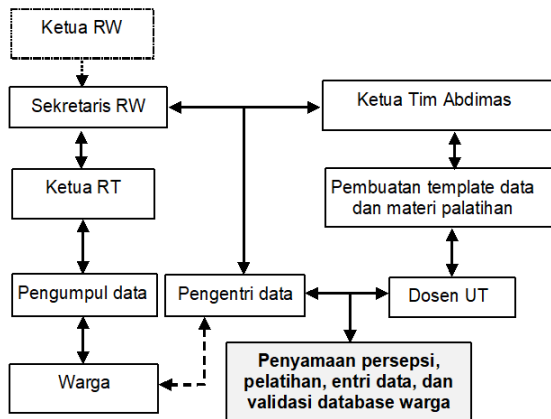 Ketua RW
Sekretaris RW
Ketua Tim Abdimas
Ketua RT
Pembuatan template data
dan materi palatihan
Pengumpul data
Pengentri data
Dosen UT
Warga
Penyamaan persepsi,
pelatihan, entri data, dan
validasi database warga